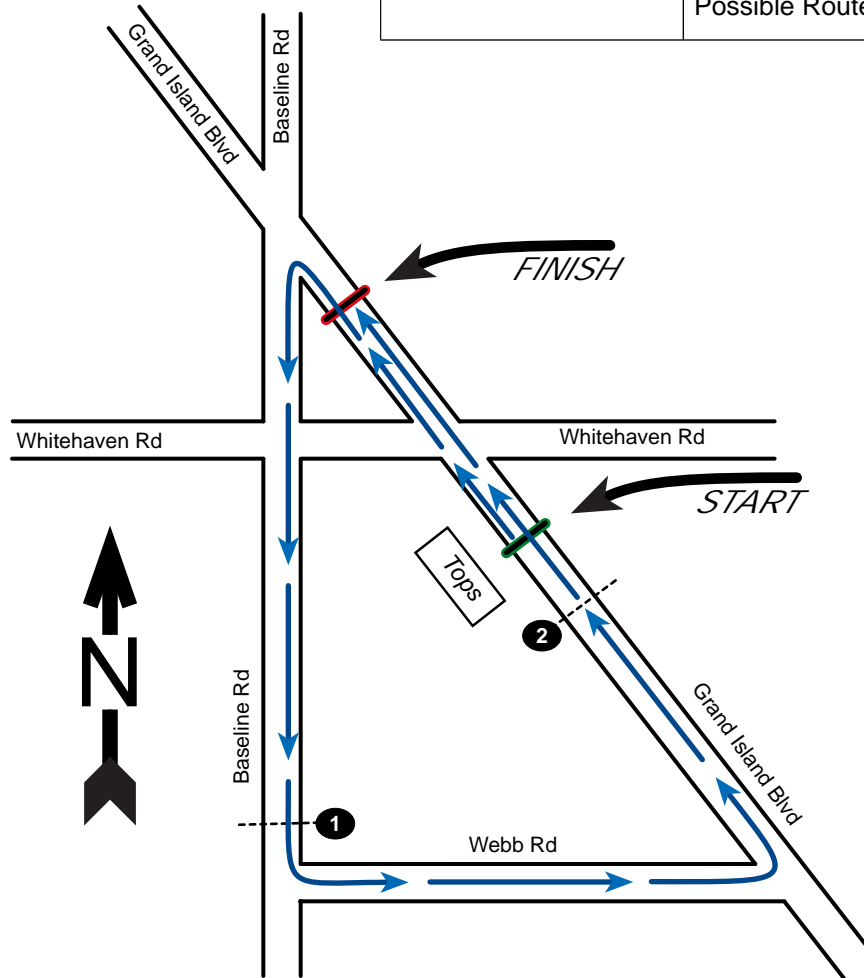 Possible Route
Grand Island Blvd
Baseline Rd
FINISH
Whitehaven Rd
Whitehaven Rd
START
Tops
2
N
Baseline Rd
Grand Island Blvd
1
Webb Rd